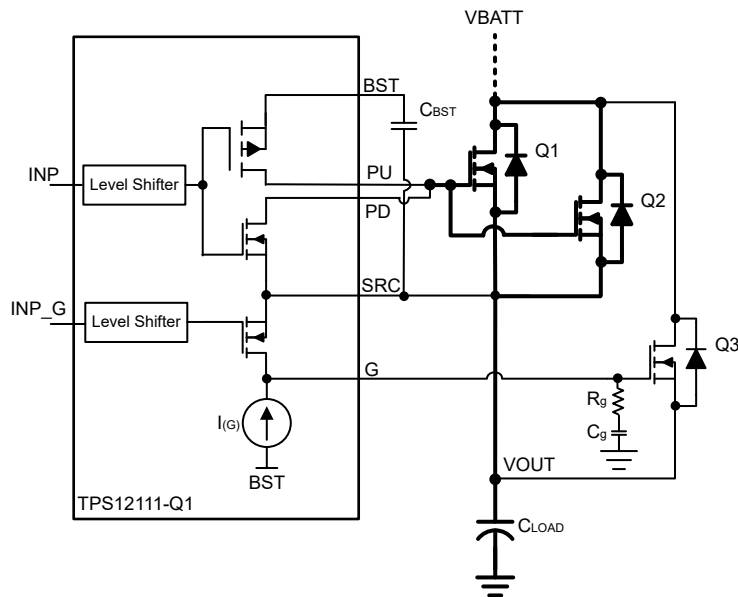 VBATT
BST
CBST
Q1
INP
Level Shifter
PU
PD
Q2
SRC
INP_G
Level Shifter
Q3
G
Rg
I(G)
Cg
VOUT
BST
TPS12111-Q1
CLOAD